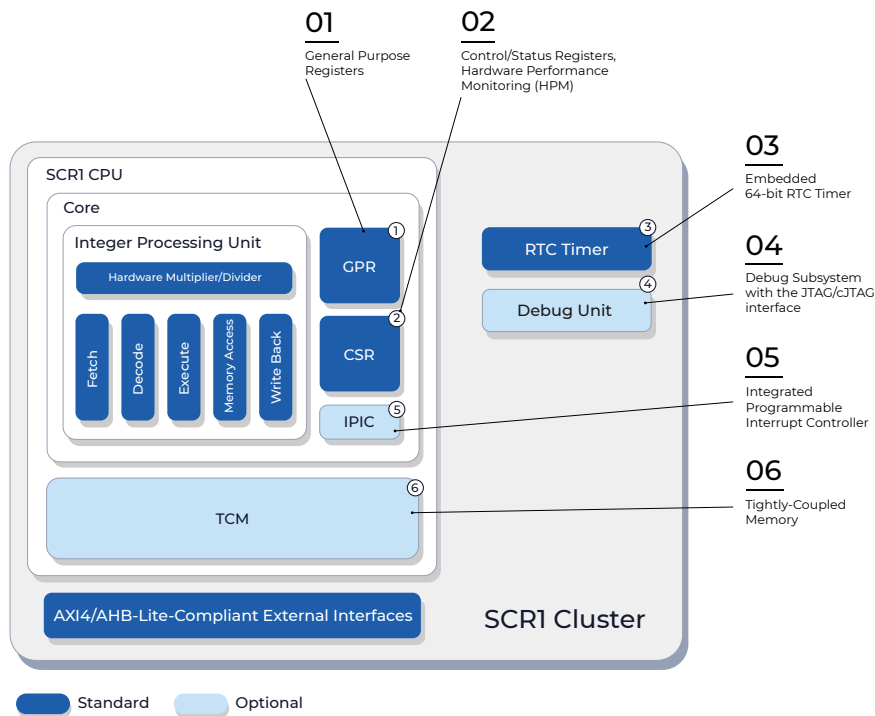 01
General Purpose
Registers
02
Control/Status Registers,
Hardware Performance
Monitoring (HPM)
03
Embedded
64-bit RTC Timer
04
Debug Subsystem
with the JTAG/cJTAG
interface
05
Integrated
Programmable
Interrupt Controller
06
Tightly-Coupled
Memory
SCR1 CPU
Core
Integer Processing Unit
Hardware Multiplier/Divider
Fetch
Decode
Execute
Memory Access
Write Back
1
GPR
2
CSR
5
IPIC
6
TCM
3
RTC Timer
4
Debug Unit
AXI4/AHB-Lite-Compliant External Interfaces
SCR1 Cluster
Standard
Optional